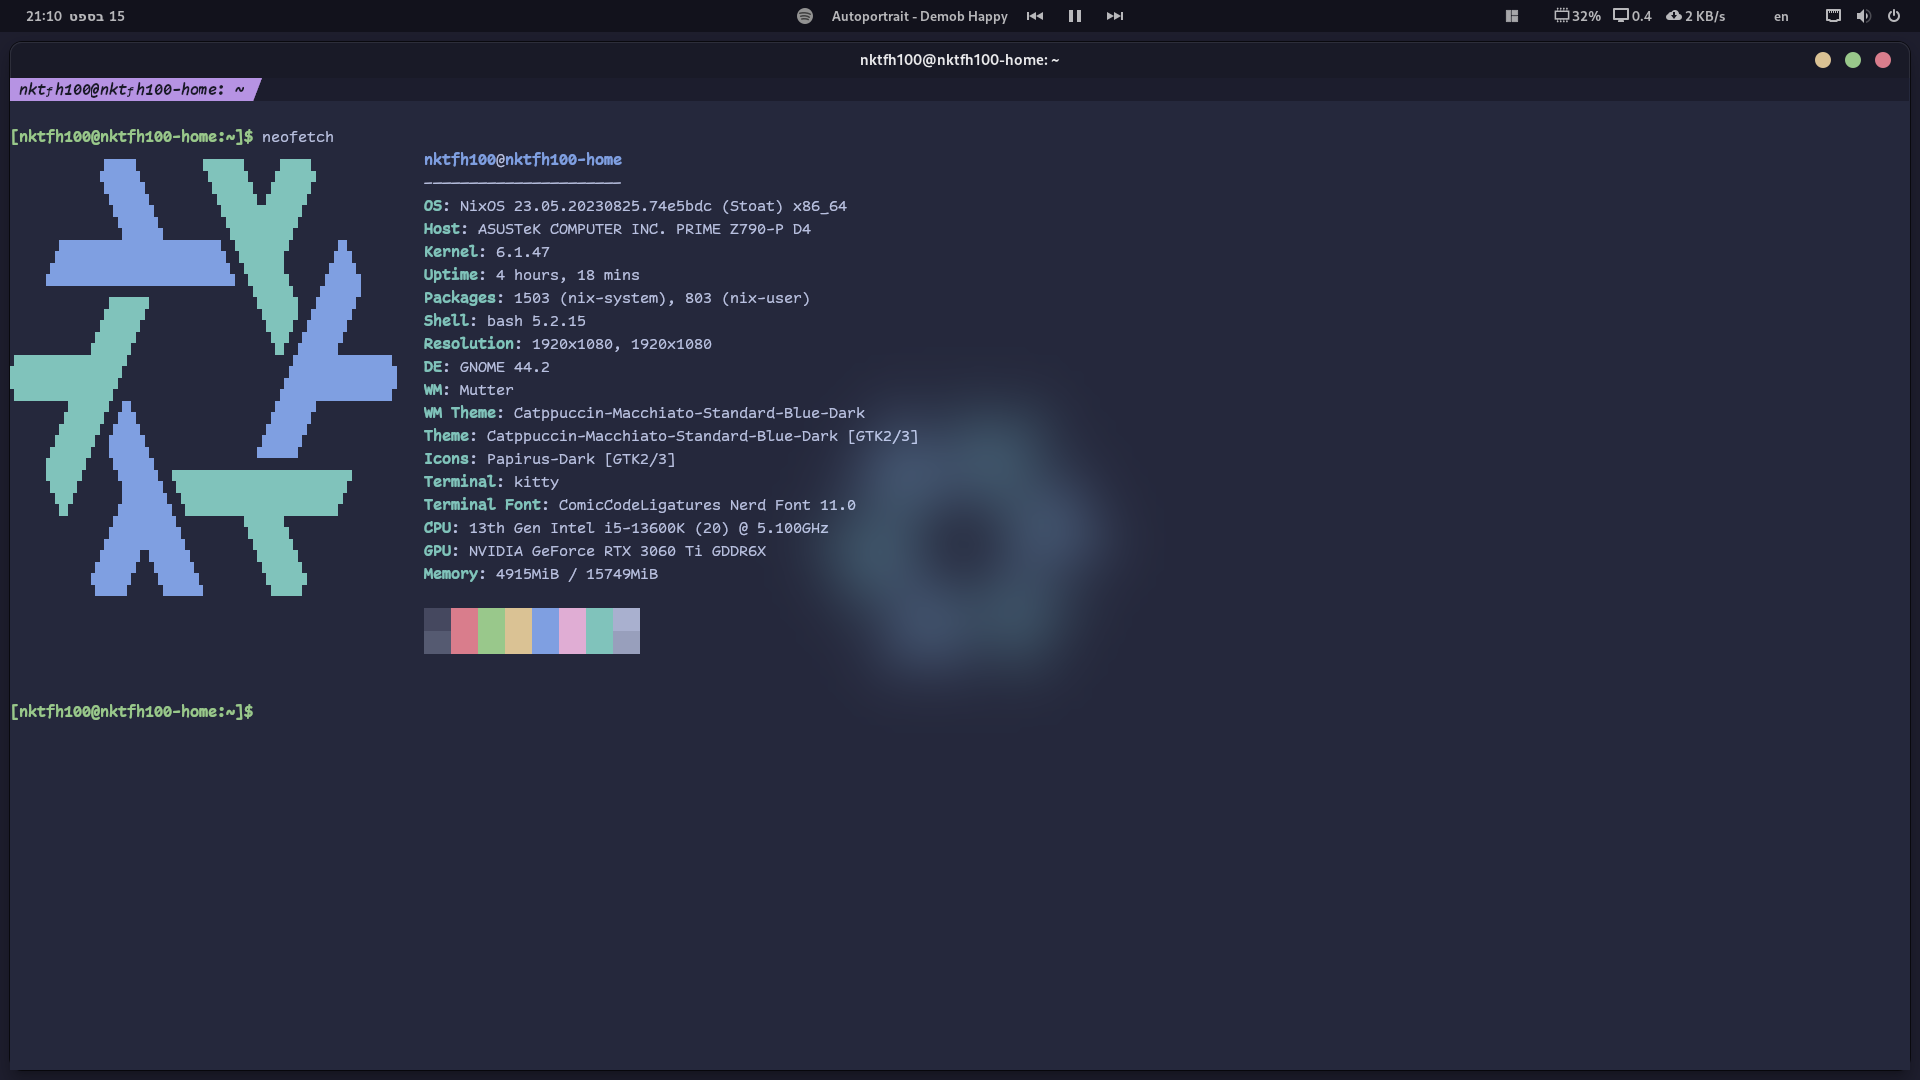 21:10 15 בספט
Autoportrait - Demob Happy
32% 0.4 2 KB/s en
nktfh100@nktfh100-home: ~
nktfh100@nktfh100-home: ~
[nktfh100@nktfh100-home:~]$ neofetch
nktfh100@nktfh100-home
----------------------
OS: NixOS 23.05.20230825.74e5bdc (Stoat) x86_64
Host: ASUSTeK COMPUTER INC. PRIME Z790-P D4
Kernel: 6.1.47
Uptime: 4 hours, 18 mins
Packages: 1503 (nix-system), 803 (nix-user)
Shell: bash 5.2.15
Resolution: 1920x1080, 1920x1080
DE: GNOME 44.2
WM: Mutter
WM Theme: Catppuccin-Macchiato-Standard-Blue-Dark
Theme: Catppuccin-Macchiato-Standard-Blue-Dark [GTK2/3]
Icons: Papirus-Dark [GTK2/3]
Terminal: kitty
Terminal Font: ComicCodeLigatures Nerd Font 11.0
CPU: 13th Gen Intel i5-13600K (20) @ 5.100GHz
GPU: NVIDIA GeForce RTX 3060 Ti GDDR6X
Memory: 4915MiB / 15749MiB
[nktfh100@nktfh100-home:~]$